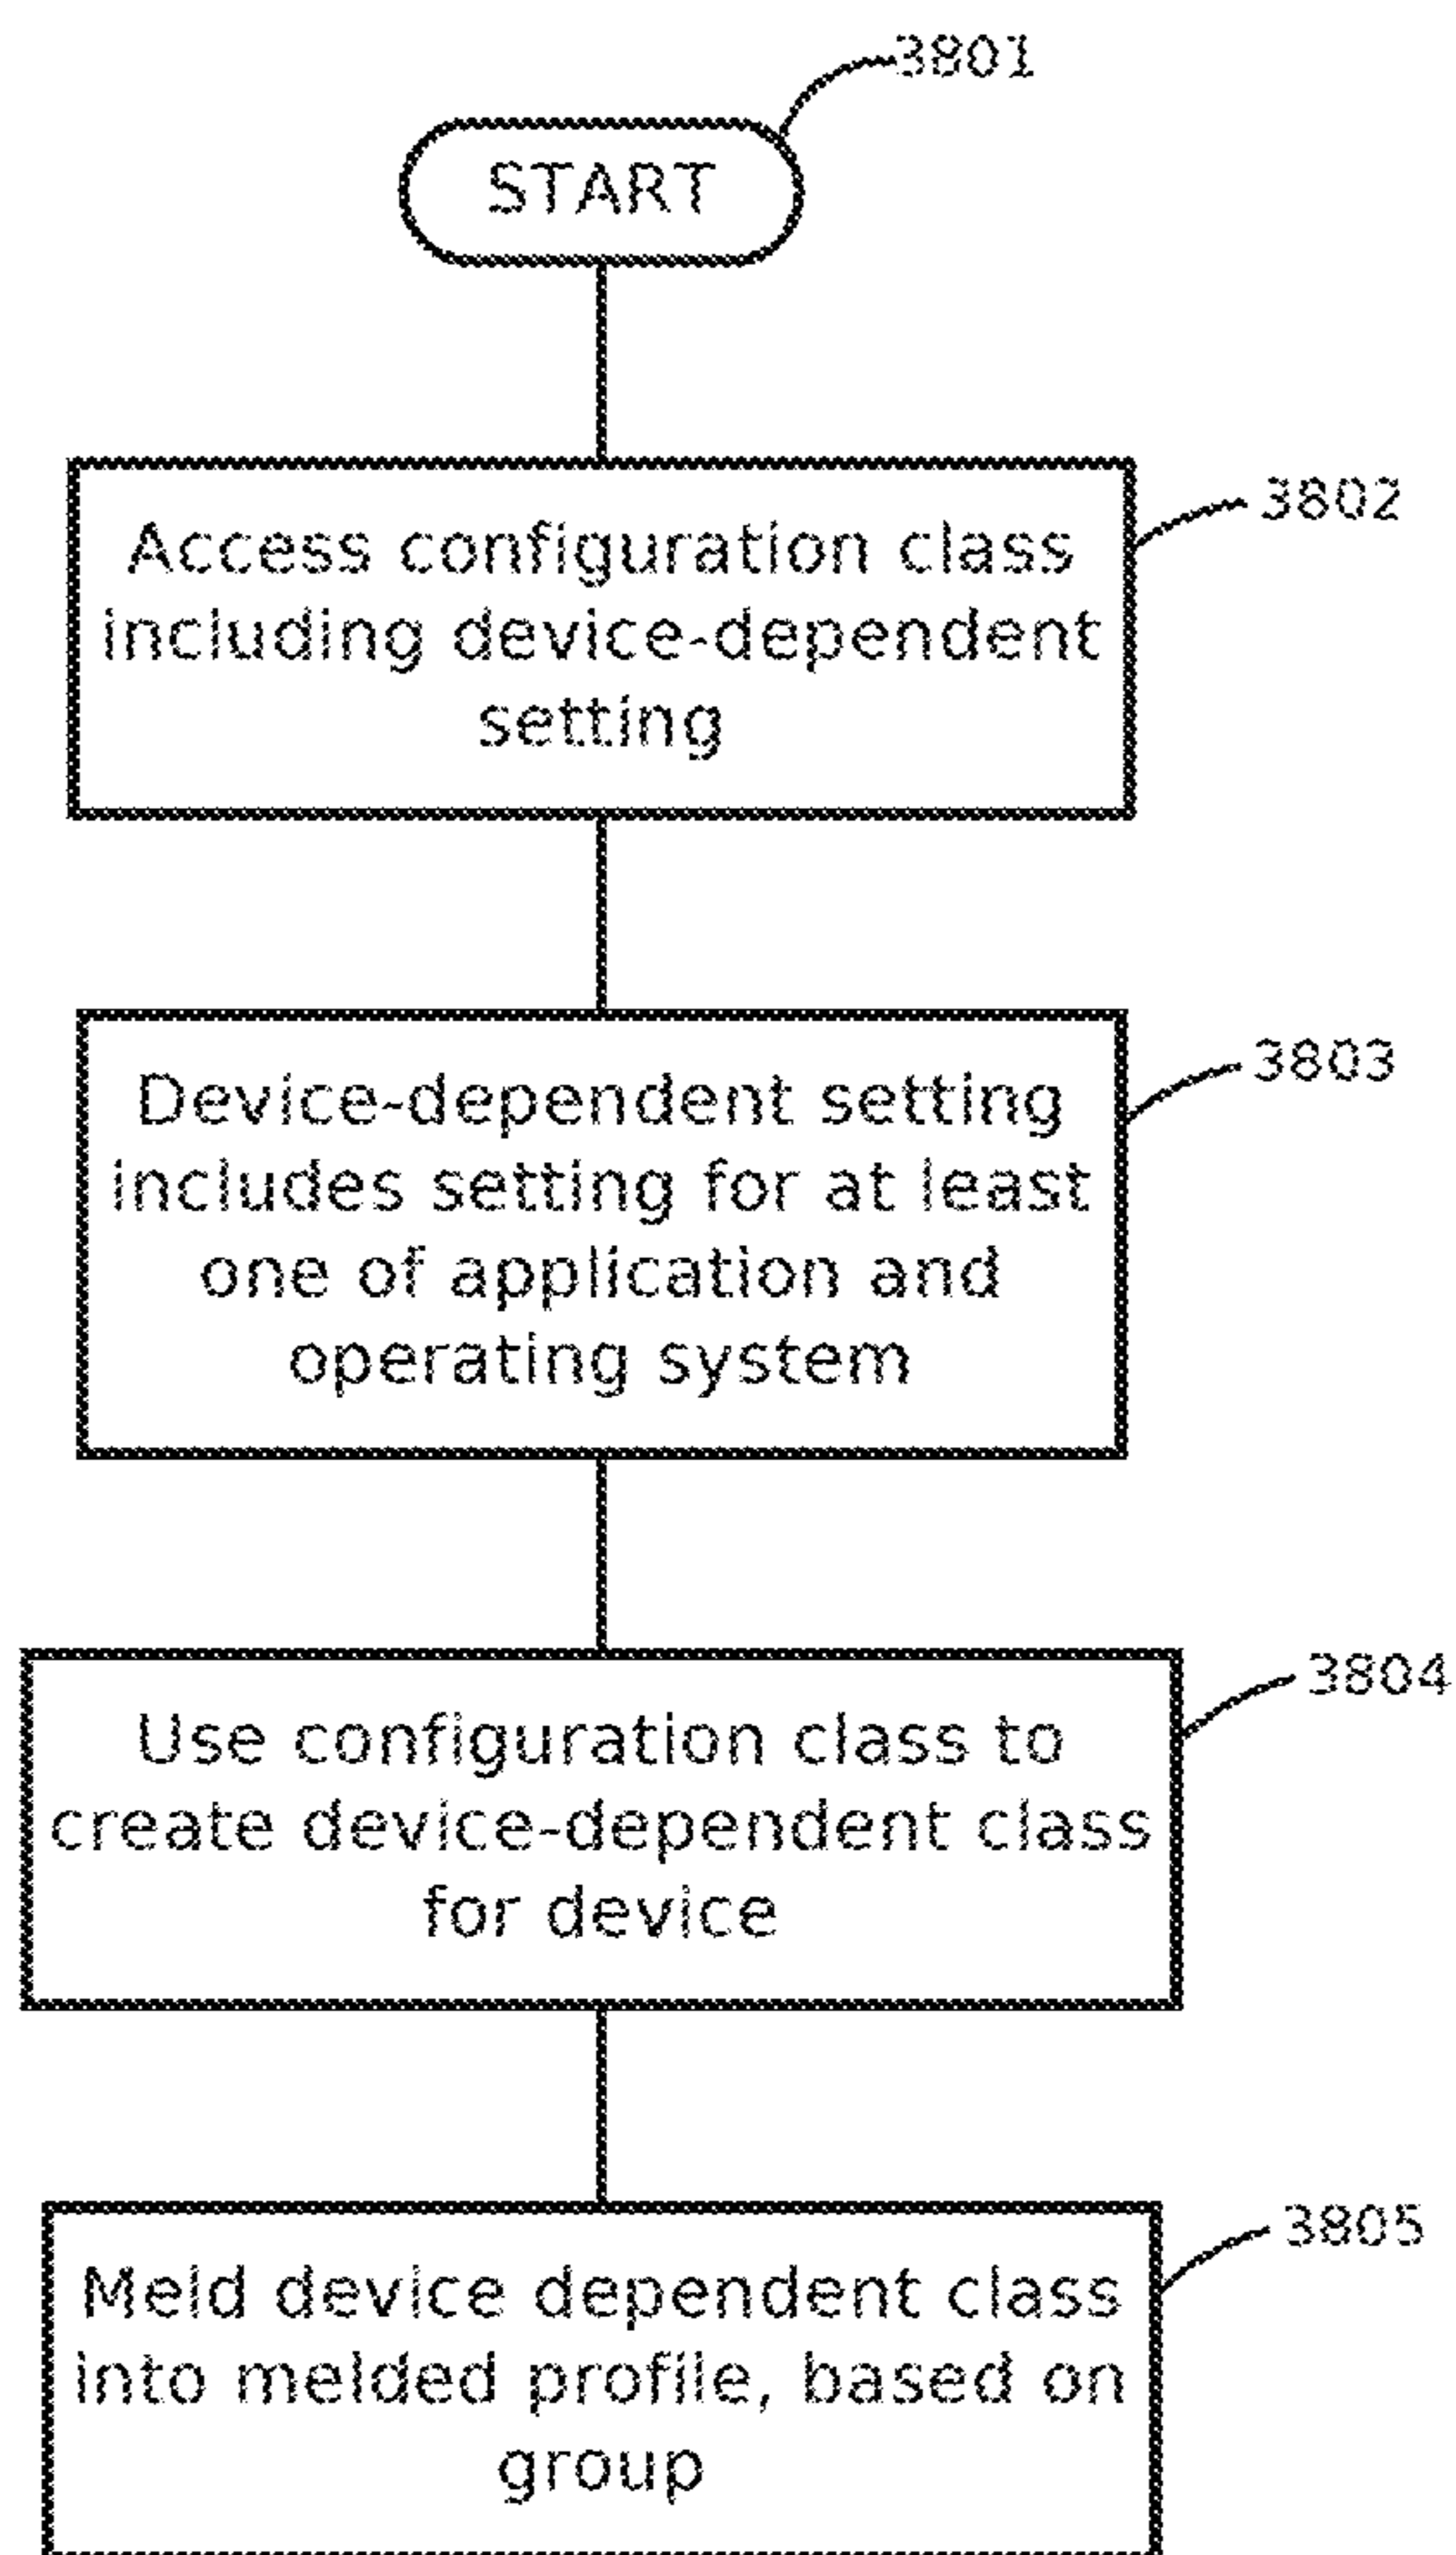 3801
START
Access configuration class
including device-dependent
setting
3802
Device-dependent setting
includes setting for at least
one of application and
operating system
3803
Use configuration class to
create device-dependent class
for device
3804
Meld device dependent class
into melded profile, based on
group
3805